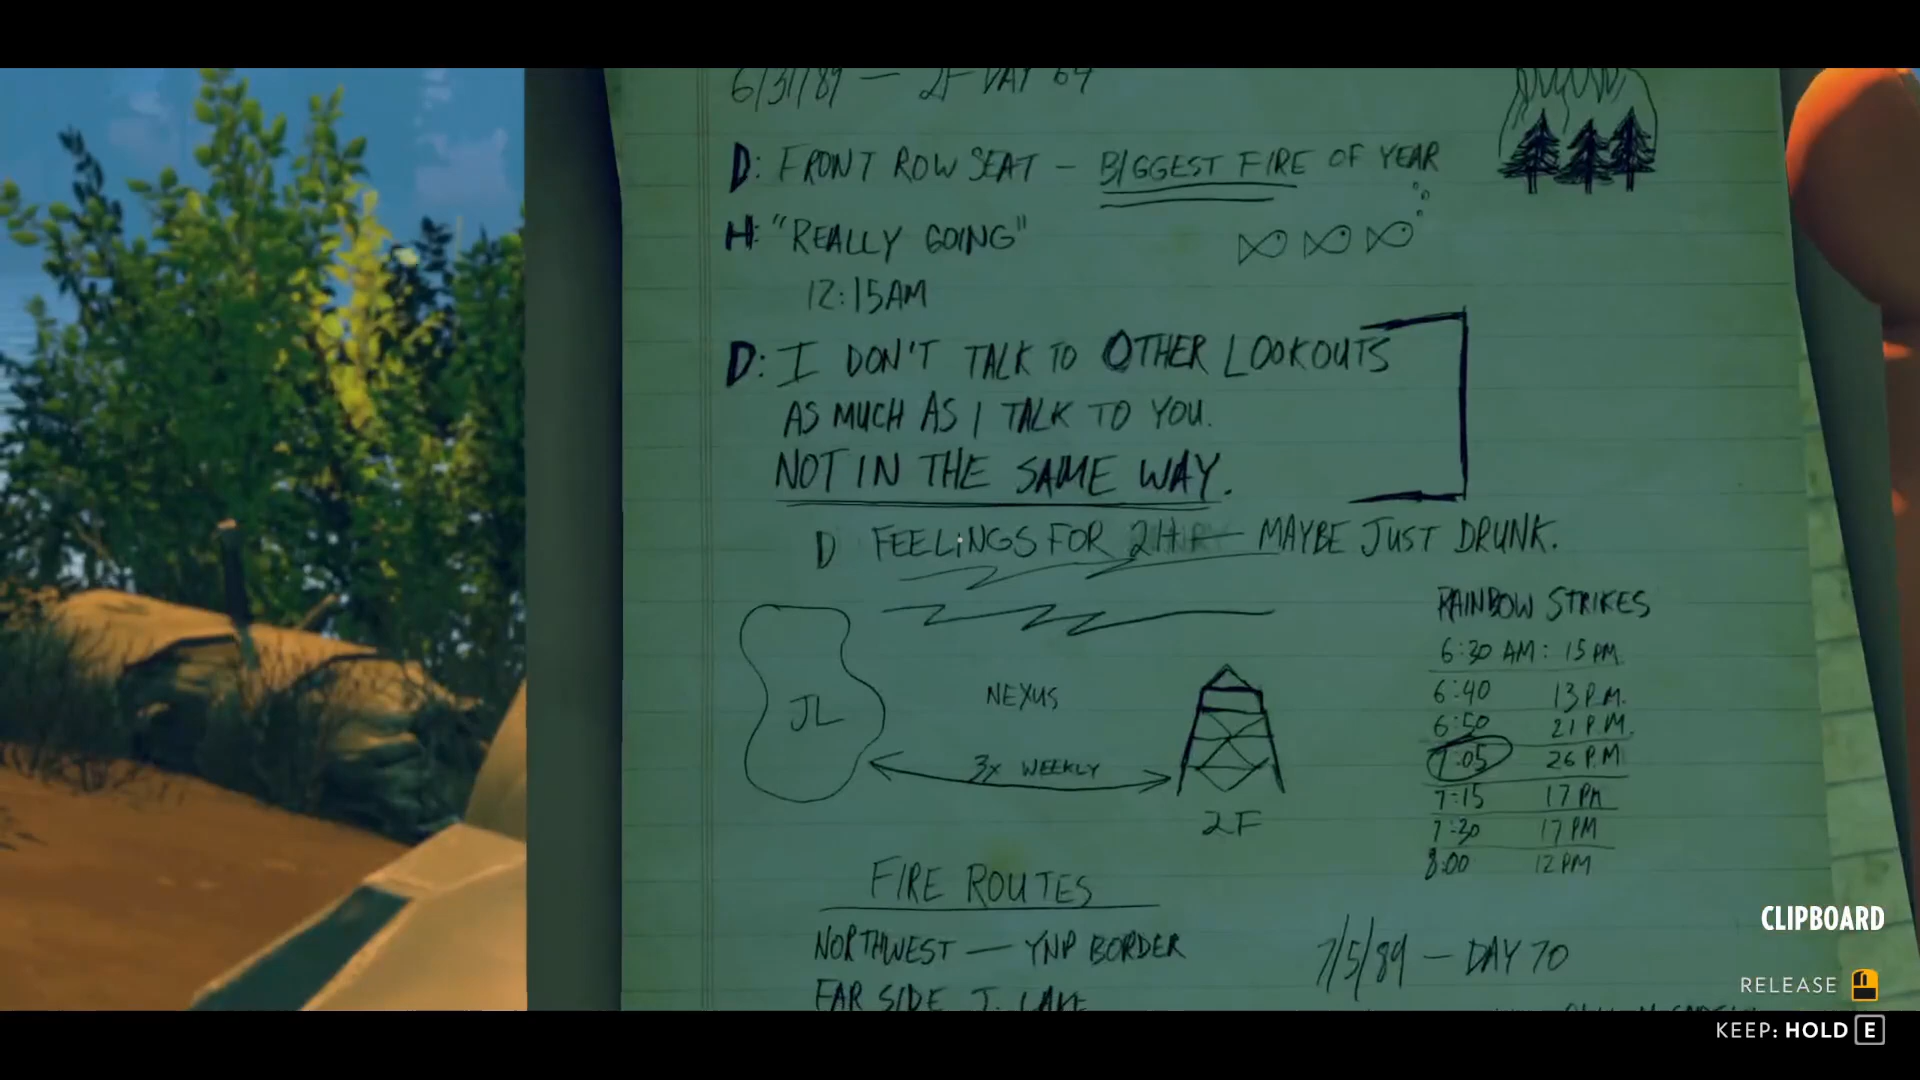 6/31/89 — 2F DAY 64
D: FRONT ROW SEAT — BIGGEST FIRE OF YEAR
H: "REALLY GOING"
12:15AM
D: I DON'T TALK TO OTHER LOOKOUTS
AS MUCH AS I TALK TO YOU.
NOT IN THE SAME WAY.
D FEELINGS FOR — MAYBE JUST DRUNK.
RAINBOW STRIKES
6:30 AM: 15 PM.
6:40 13 P.M.
6:50 21 P.M.
7:05 26 P.M
7:15 17 PM
7:30 17 PM
8:00 12 PM
JL
NEXUS
3X WEEKLY
2F
FIRE ROUTES
NORTHWEST — YNP BORDER
FAR SIDE J. LAKE
7/5/89 — DAY 70
CLIPBOARD
RELEASE
KEEP: HOLD E